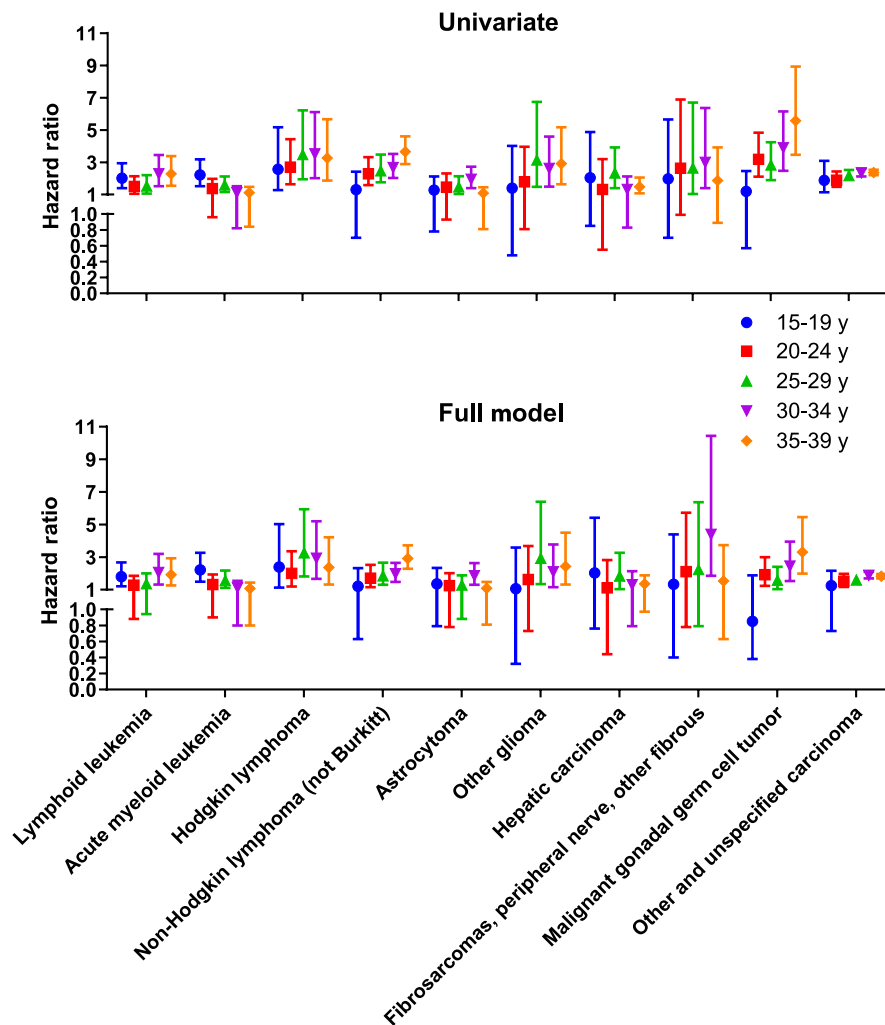 Univariate
Hazard ratio
11
9
7
5
3
1
1.0
0.8
0.6
0.4
0.2
0.0
15-19 y
20-24 y
25-29 y
30-34 y
35-39 y
Full model
Hazard ratio
11
9
7
5
3
1
1.0
0.8
0.6
0.4
0.2
0.0
Lymphoid leukemia
Acute myeloid leukemia
Hodgkin lymphoma
Non-Hodgkin lymphoma (not Burkitt)
Astrocytoma
Other glioma
Hepatic carcinoma
Fibrosarcomas, peripheral nerve, other fibrous
Malignant gonadal germ cell tumor
Other and unspecified carcinoma